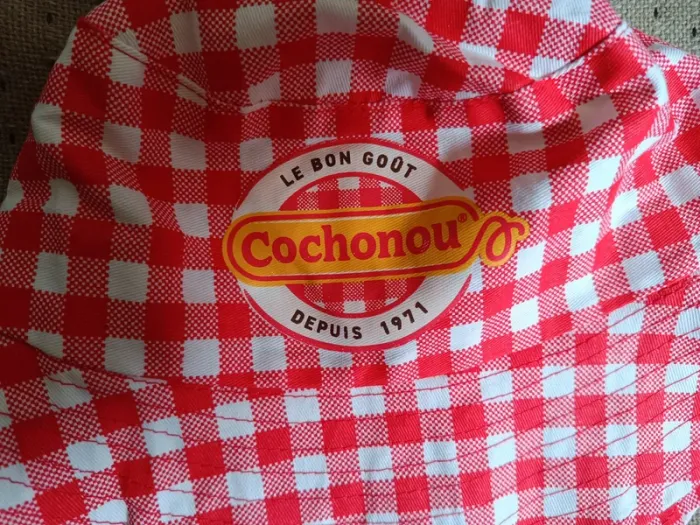 LE BON GOÛT
Cochonou®
DEPUIS 1971